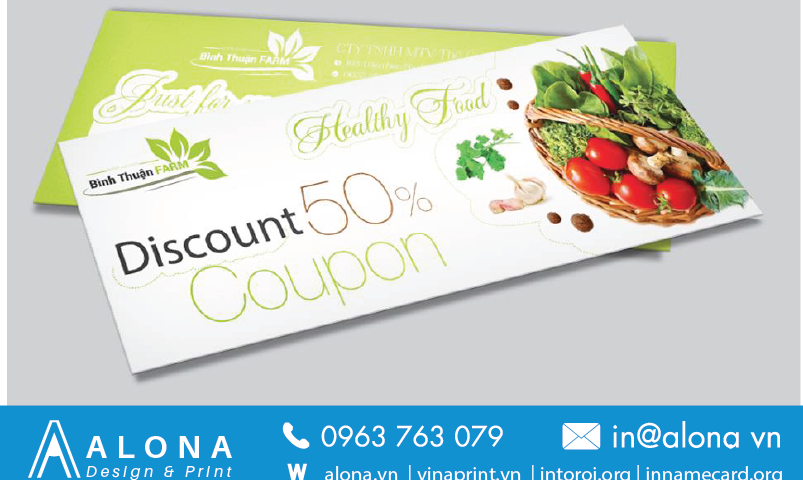 Bình Thuận FARM
CTY TNHH MTV
Just for
Healthy Food
Bình Thuận FARM
Discount 50%
Coupon
0963 763 079
in@alona vn
ALONA
Design & Print
W alona.vn | vinaprint.vn | intoroi.org | innamecard.org